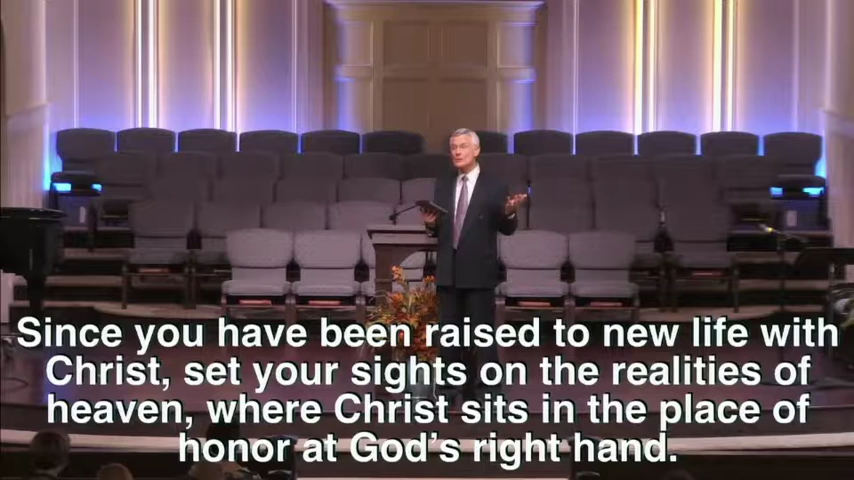 Since you have been raised to new life with
Christ, set your sights on the realities of
heaven, where Christ sits in the place of
honor at God's right hand.